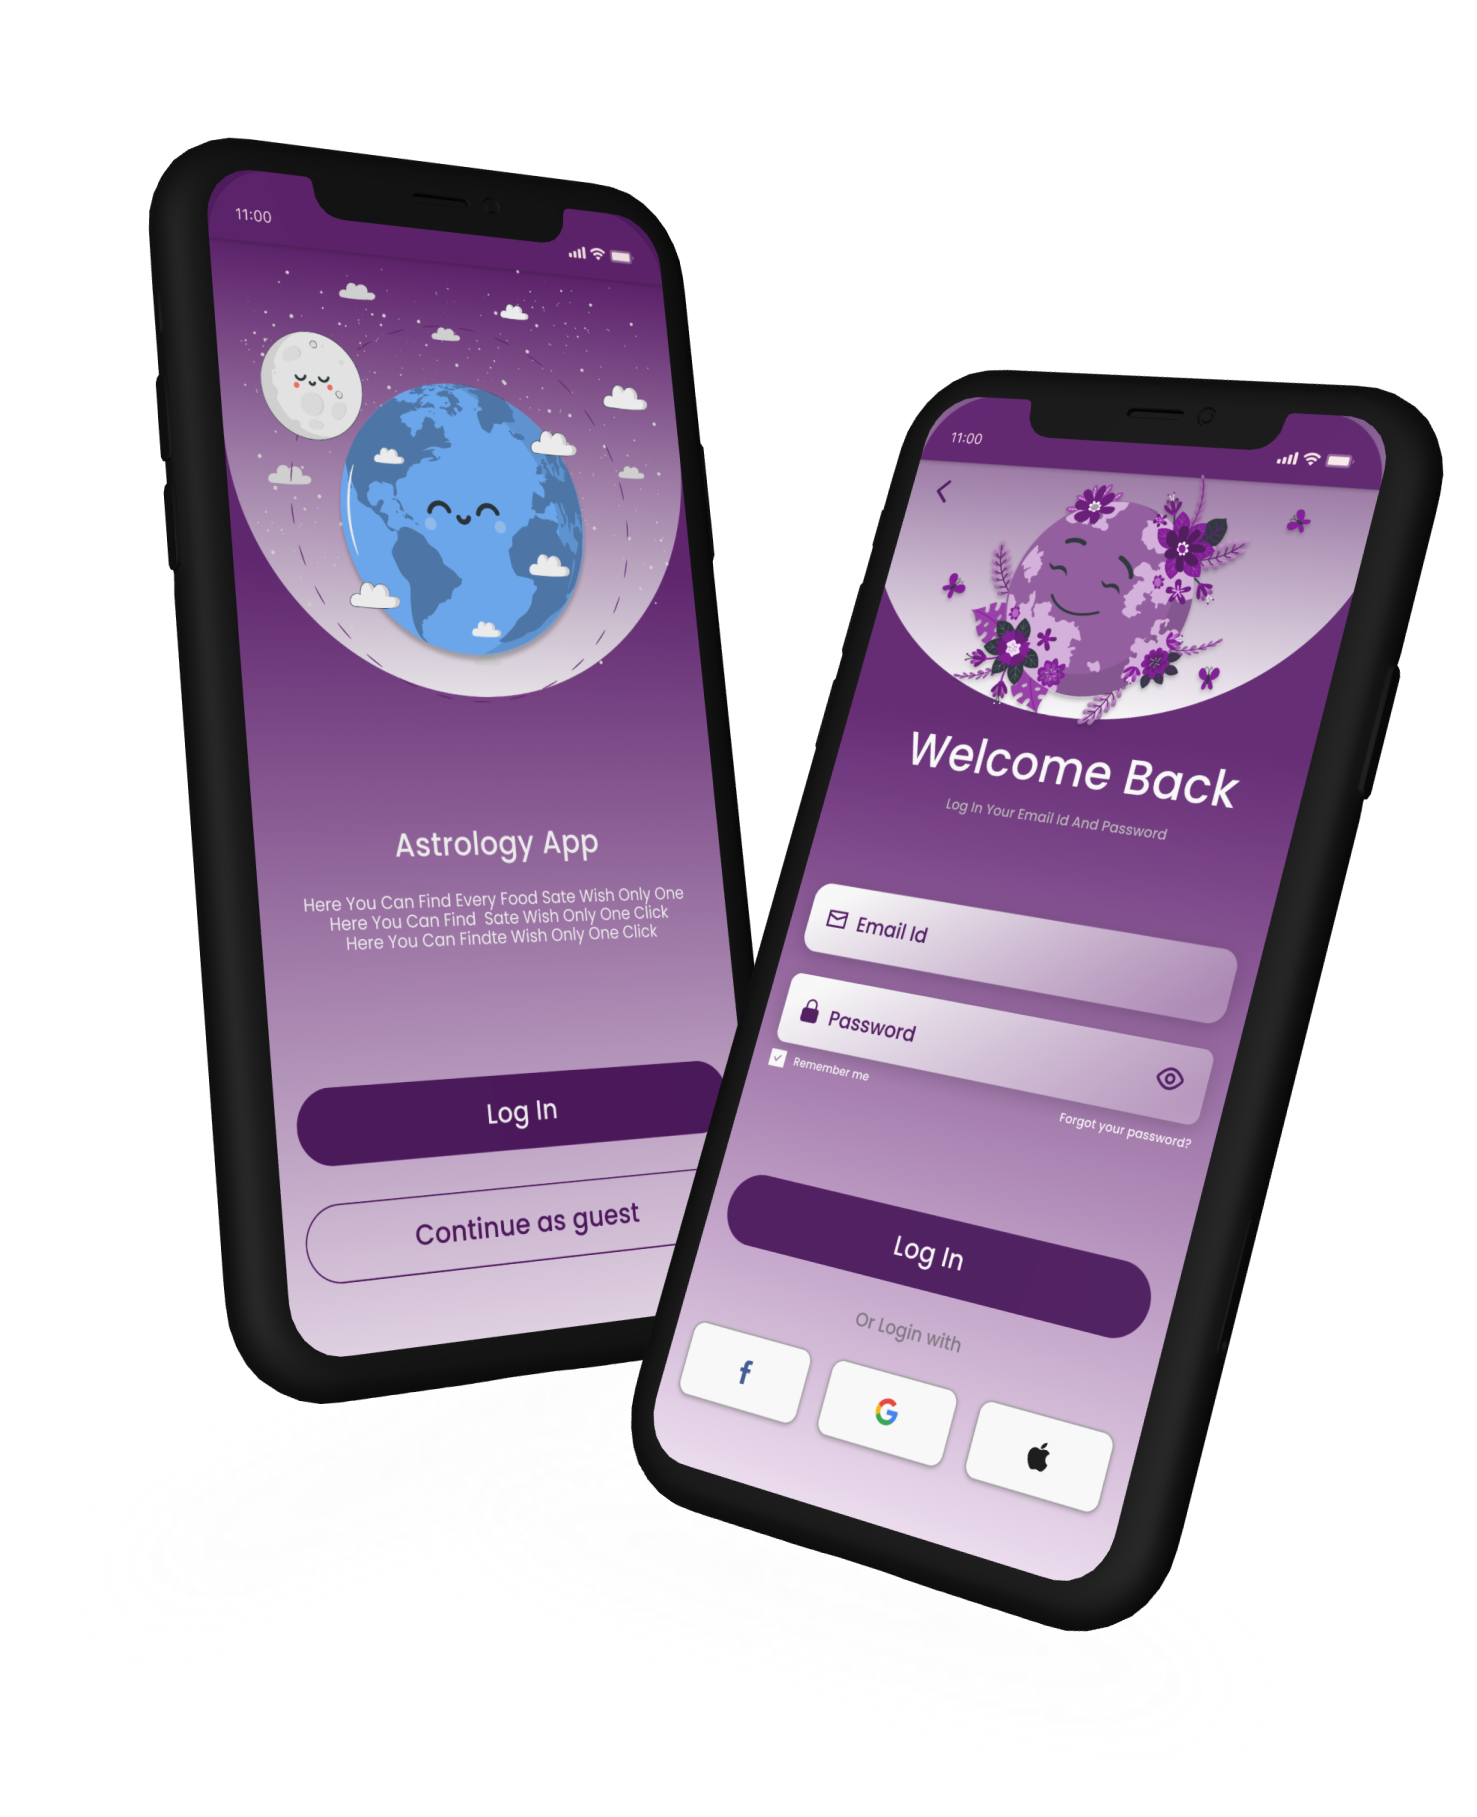 11:00
Astrology App
Here You Can Find Every Food Sate Wish Only One
Here You Can Find  Sate Wish Only One Click
Here You Can Findte Wish Only One Click
Log In
Continue as guest
11:00
Welcome Back
Log In Your Email Id And Password
Email Id
Password
Remember me
Forgot your password?
Log In
Or Login with